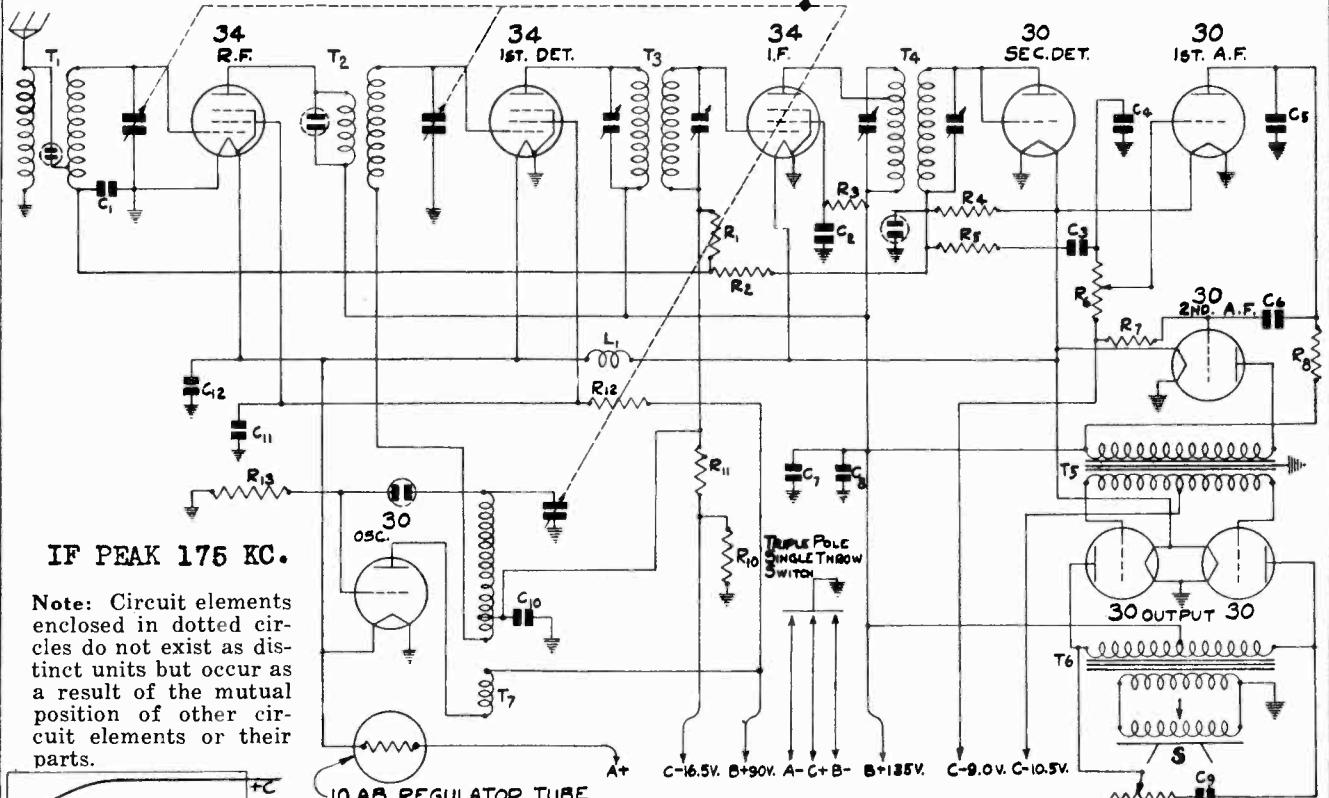 34
R.F.
34
1ST. DET.
34
I.F.
30
SEC.DET.
30
1ST. A.F.
T1
T2
T3
T4
C1
C4
C5
R1
R2
R3
C2
R4
R5
C3
R6
30
2ND. A.F.
C6
R7
R8
L1
R12
C12
C11
R13
30
OSC.
R11
R10
C7
C8
T5
TRIPLE POLE
SINGLE THROW
SWITCH
C10
T7
30 OUTPUT 30
T6
S
C9
IF PEAK 175 KC.
Note: Circuit elements
enclosed in dotted cir-
cles do not exist as dis-
tinct units but occur as
a result of the mutual
position of other cir-
cuit elements or their
parts.
A+
C-16.5V.
B+90V.
A-
C+
B-
B+135V.
C-9.0V.
C-10.5V.
+C
10 AB REGULATOR TUBE